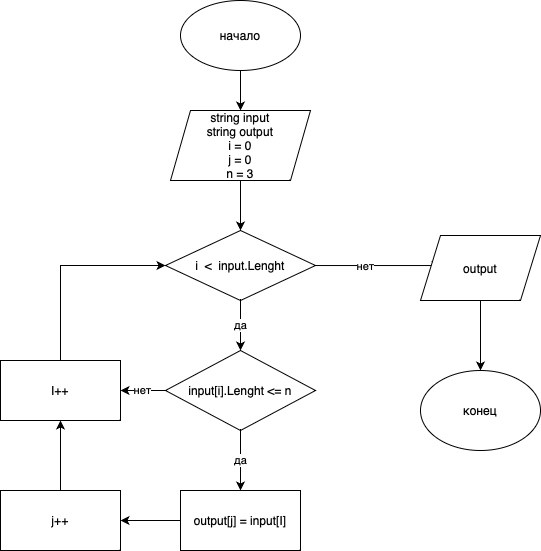 начало
string input
string output
i = 0
j = 0
n = 3
i < input.Lenght
нет
output
да
I++
нет
input[i].Lenght <= n
конец
да
j++
output[j] = input[I]